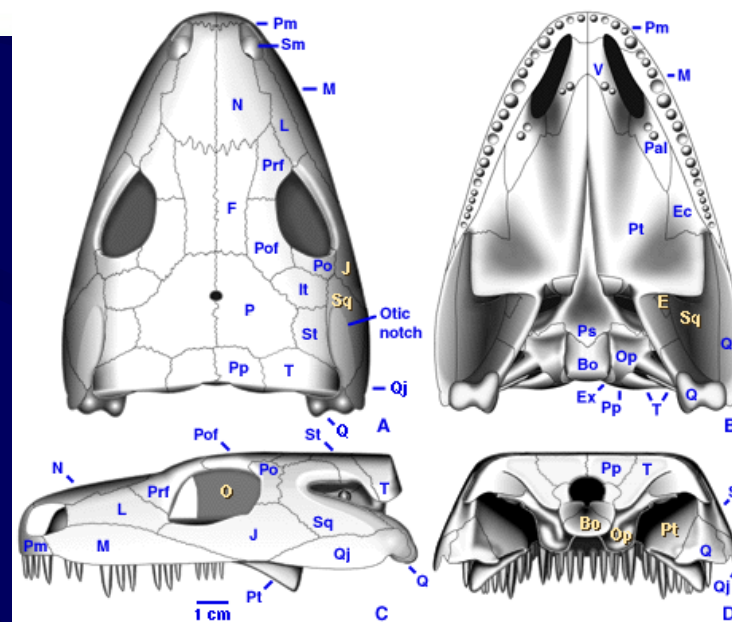 Pm
Sm
M
N
L
Prf
F
Pof
Po
J
It
Sq
P
Otic
notch
St
Pp
T
Qj
Q
A
Pm
V
M
Pal
Ec
Pt
E
Sq
Ps
Q
Bo
Op
Ex
Pp
T
Q
St
Pof
N
Po
Prf
O
T
L
Sq
J
Pm
M
Qj
Q
Pt
1 cm
C
Pp
T
Bo
Op
Pt
Q
Qj